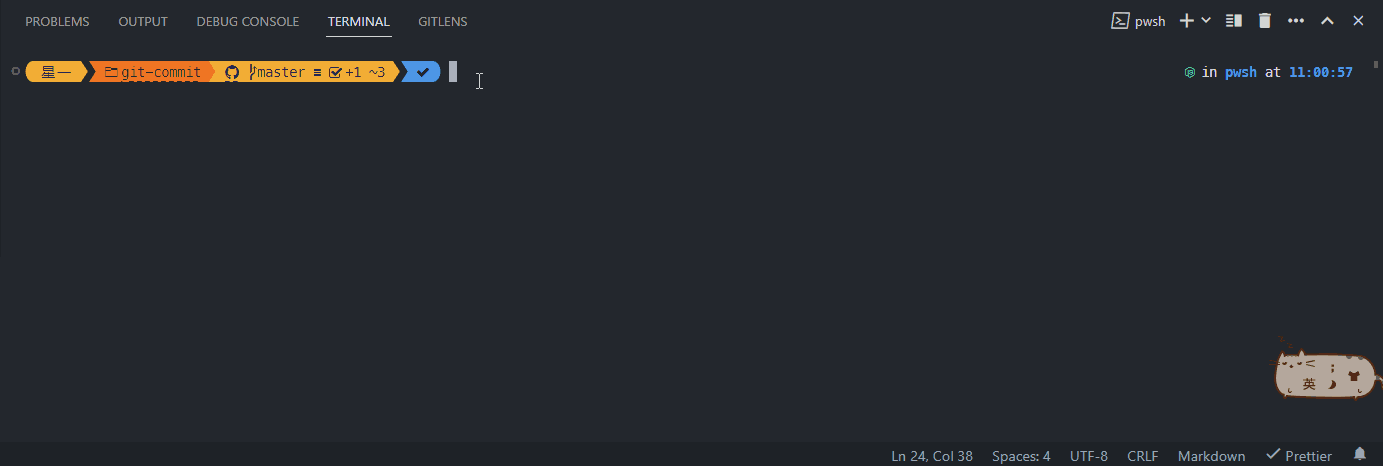 PROBLEMS OUTPUT DEBUG CONSOLE TERMINAL GITLENS pwsh
星一 git-commit master ≡ +1 ~3 in pwsh at 11:00:57
英
Ln 24, Col 38 Spaces: 4 UTF-8 CRLF Markdown Prettier